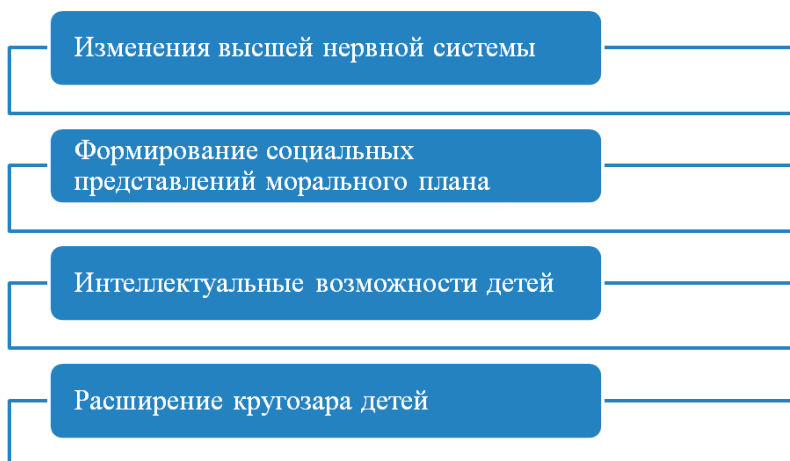 Изменения высшей нервной системы
Формирование социальных
представлений морального плана
Интеллектуальные возможности детей
Расширение кругозара детей